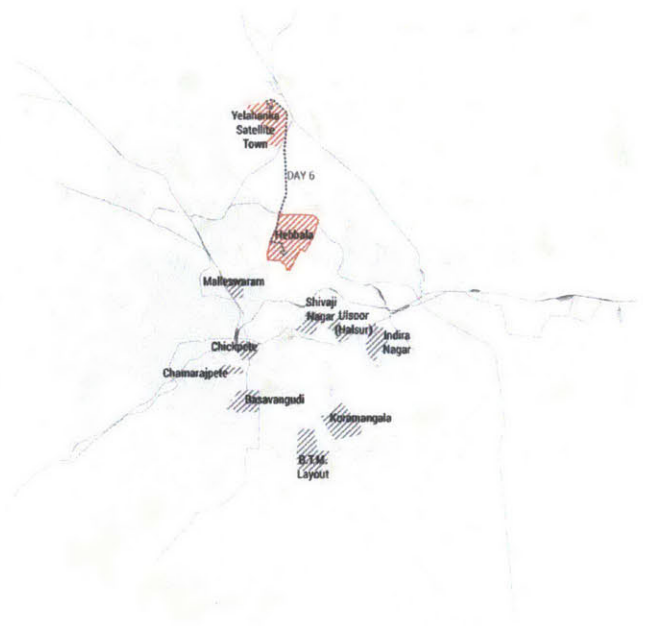 Yelahanka
Satellite
Town
DAY 6
Hebbala
Malleswaram
Shivaji
Nagar
Ulsoor
(Halsur)
Indira
Nagar
Chickpete
Chamarajpete
Basavangudi
Koramangala
B.T.M.
Layout